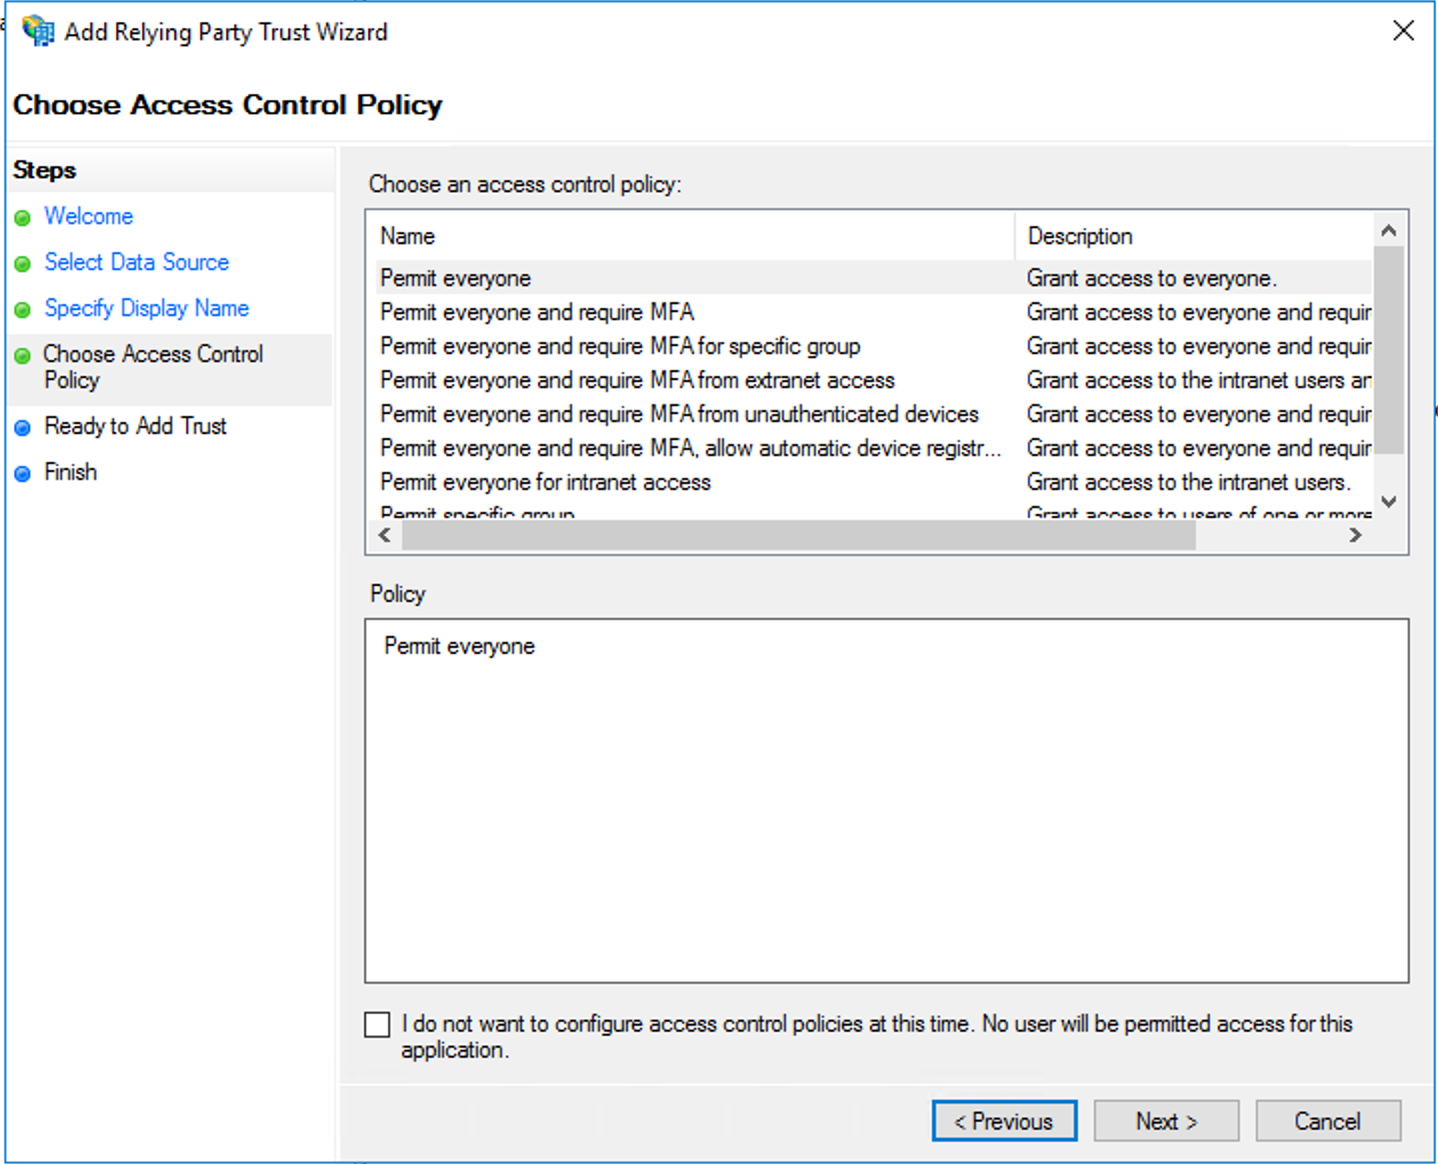 Add Relying Party Trust Wizard
Choose Access Control Policy
Steps
Welcome
Select Data Source
Specify Display Name
Choose Access Control
Policy
Ready to Add Trust
Finish
Choose an access control policy:
Name Description
Permit everyone Grant access to everyone.
Permit everyone and require MFA Grant access to everyone and requir
Permit everyone and require MFA for specific group Grant access to everyone and requir
Permit everyone and require MFA from extranet access Grant access to the intranet users an
Permit everyone and require MFA from unauthenticated devices Grant access to everyone and requir
Permit everyone and require MFA, allow automatic device registr... Grant access to everyone and requir
Permit everyone for intranet access Grant access to the intranet users.
Permit specific group Grant access to users of one or more
Policy
Permit everyone
I do not want to configure access control policies at this time. No user will be permitted access for this
application.
< Previous Next > Cancel